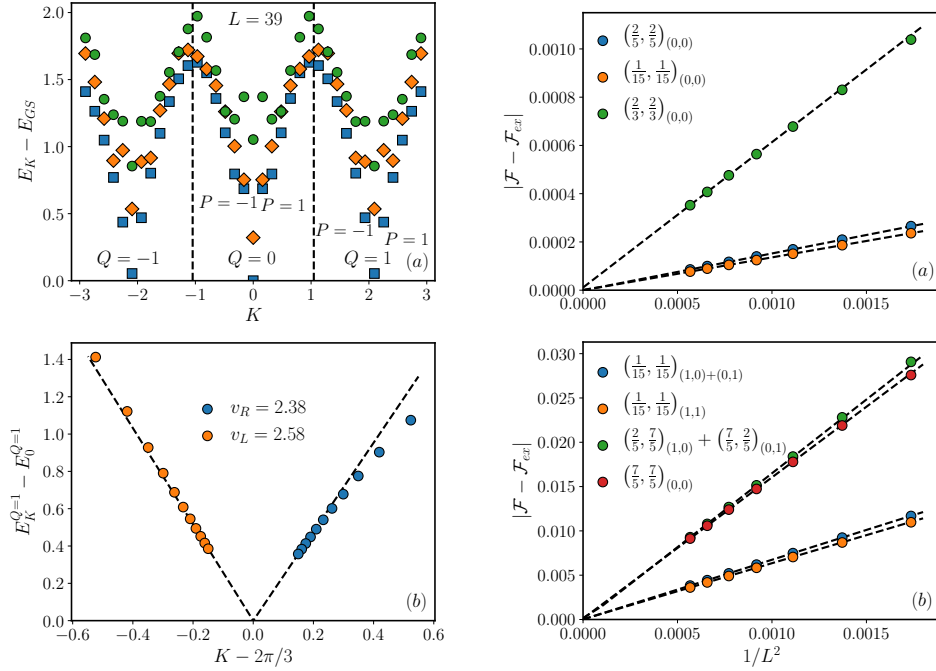 L = 39
2.0
1.5
1.0
0.5
0.0
E_K − E_GS
P = −1 P = 1
P = −1
P = 1
Q = −1 Q = 0 Q = 1 (a)
−3 −2 −1 0 1 2 3
K
1.4
1.2
1.0
0.8
0.6
0.4
0.2
0.0
E_K^{Q=1} − E_0^{Q=1}
v_R = 2.38
v_L = 2.58
(b)
−0.6 −0.4 −0.2 0.0 0.2 0.4 0.6
K − 2π/3
0.0010
0.0008
0.0006
0.0004
0.0002
0.0000
|ℱ − ℱ_ex|
(2/5, 2/5)_(0,0)
(1/15, 1/15)_(0,0)
(2/3, 2/3)_(0,0)
(a)
0.0000 0.0005 0.0010 0.0015
0.030
0.025
0.020
0.015
0.010
0.005
0.000
|ℱ − ℱ_ex|
(1/15, 1/15)_(1,0)+(0,1)
(1/15, 1/15)_(1,1)
(2/5, 7/5)_(1,0) + (7/5, 2/5)_(0,1)
(7/5, 7/5)_(0,0)
(b)
0.0000 0.0005 0.0010 0.0015
1/L²